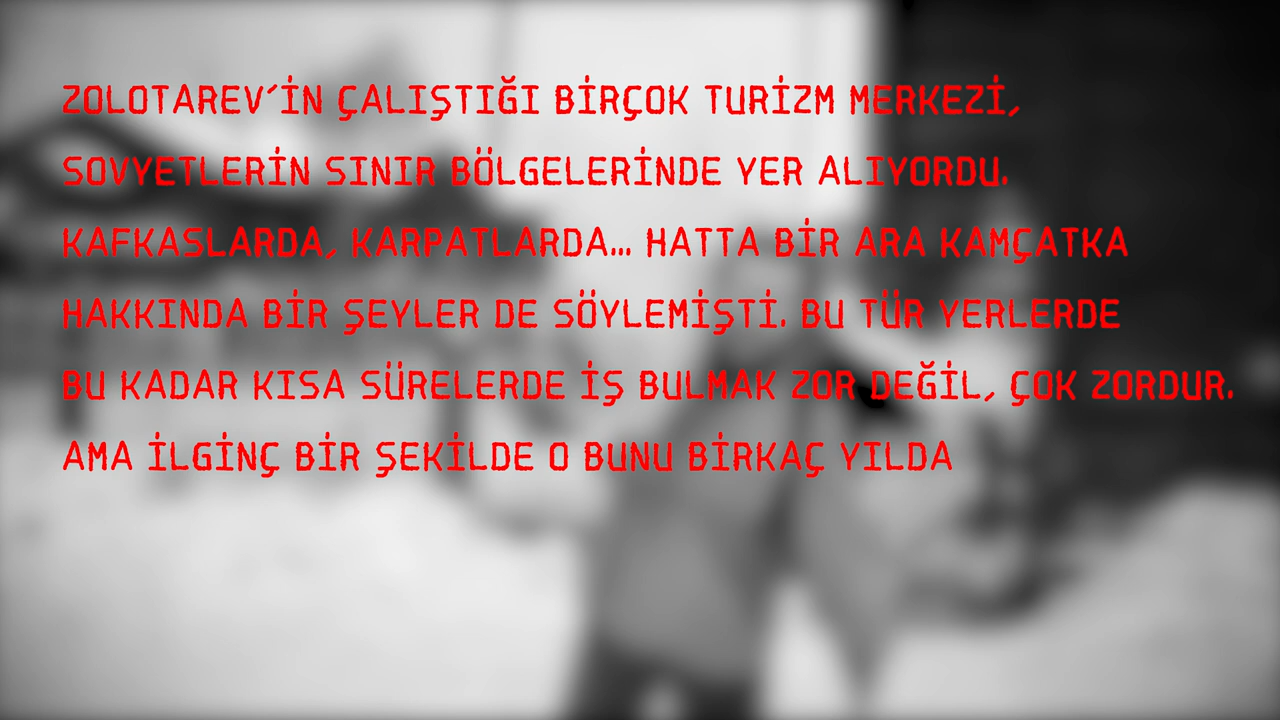 ZOLOTAREV´İN ÇALIŞTIĞI BİRÇOK TURİZM MERKEZİ,
SOVYETLERİN SINIR BÖLGELERİNDE YER ALIYORDU.
KAFKASLARDA, KARPATLARDA... HATTA BİR ARA KAMÇATKA
HAKKINDA BİR ŞEYLER DE SÖYLEMİŞTİ. BU TÜR YERLERDE
BU KADAR KISA SÜRELERDE İŞ BULMAK ZOR DEĞİL, ÇOK ZORDUR.
AMA İLGİNÇ BİR ŞEKİLDE O BUNU BİRKAÇ YILDA